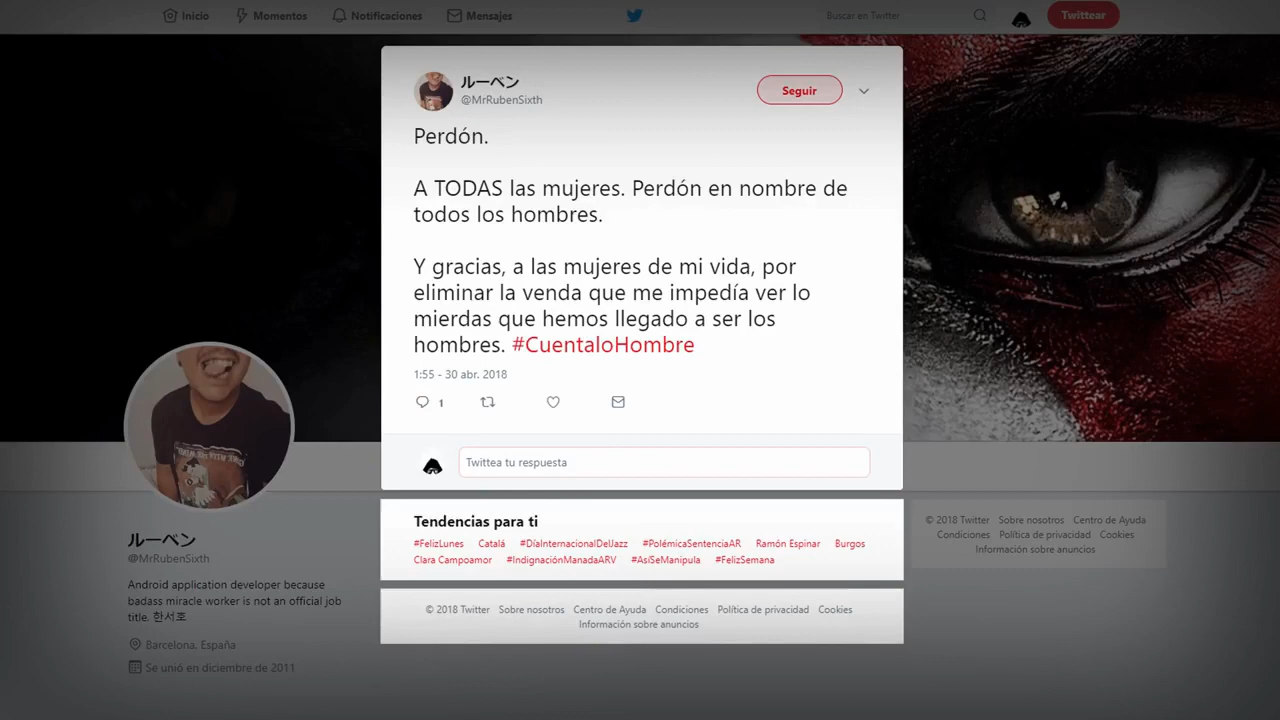 Inicio Momentos Notificaciones Mensajes Buscar en Twitter Twittear
ルーベン
@MrRubenSixth
Seguir
Perdón.
A TODAS las mujeres. Perdón en nombre de
todos los hombres.
Y gracias, a las mujeres de mi vida, por
eliminar la venda que me impedía ver lo
mierdas que hemos llegado a ser los
hombres. #CuentaloHombre
1:55 - 30 abr. 2018
1
Twittea tu respuesta
Tendencias para ti
#FelizLunes Catalá #DíaInternacionalDelJazz #PolémicaSentenciaAR Ramón Espinar Burgos
Clara Campoamor #IndignaciónManadaARV #AsíSeManipula #FelizSemana
© 2018 Twitter Sobre nosotros Centro de Ayuda Condiciones Política de privacidad Cookies
Información sobre anuncios
ルーベン
@MrRubenSixth
Android application developer because
badass miracle worker is not an official job
title. 한서호
Barcelona, España
Se unió en diciembre de 2011
© 2018 Twitter Sobre nosotros Centro de Ayuda
Condiciones Política de privacidad Cookies
Información sobre anuncios